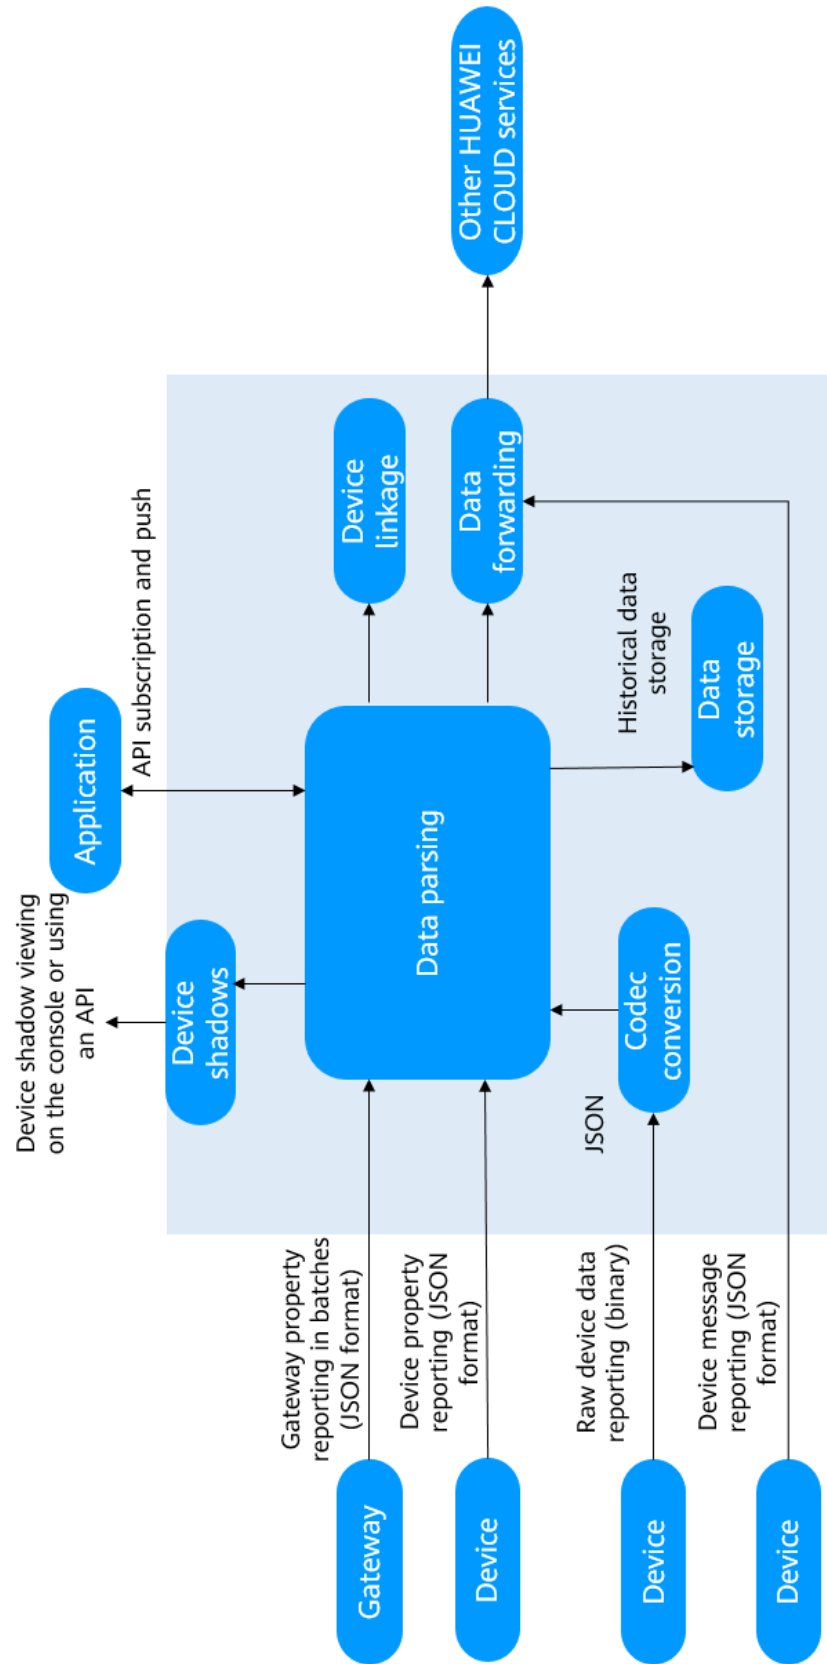 Device shadow viewing
on the console or using
an API
Application
API subscription and push
Device
shadows
Gateway
Gateway property
reporting in batches
(JSON format)
Data parsing
Device
linkage
Device
Device property
reporting (JSON
format)
Data
forwarding
Other HUAWEI
CLOUD services
Device
Raw device data
reporting (binary)
JSON
Codec
conversion
Historical data
storage
Data
storage
Device
Device message
reporting (JSON
format)